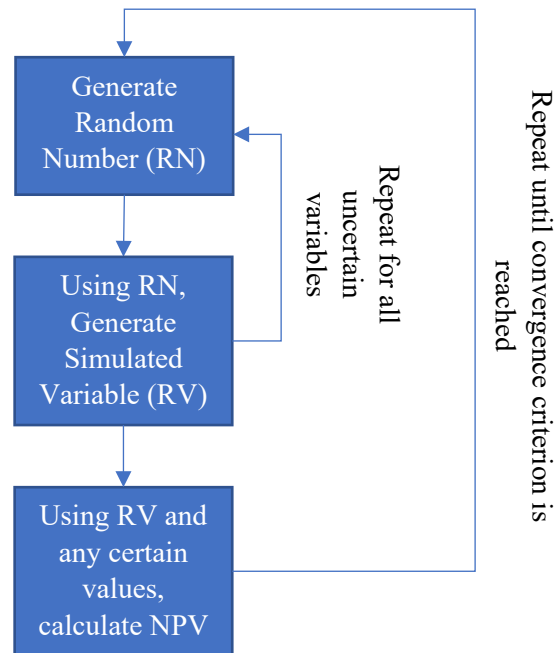 Generate
Random
Number (RN)
Using RN,
Generate
Simulated
Variable (RV)
Using RV and
any certain
values,
calculate NPV
Repeat for all
uncertain
variables
Repeat until convergence criterion is
reached